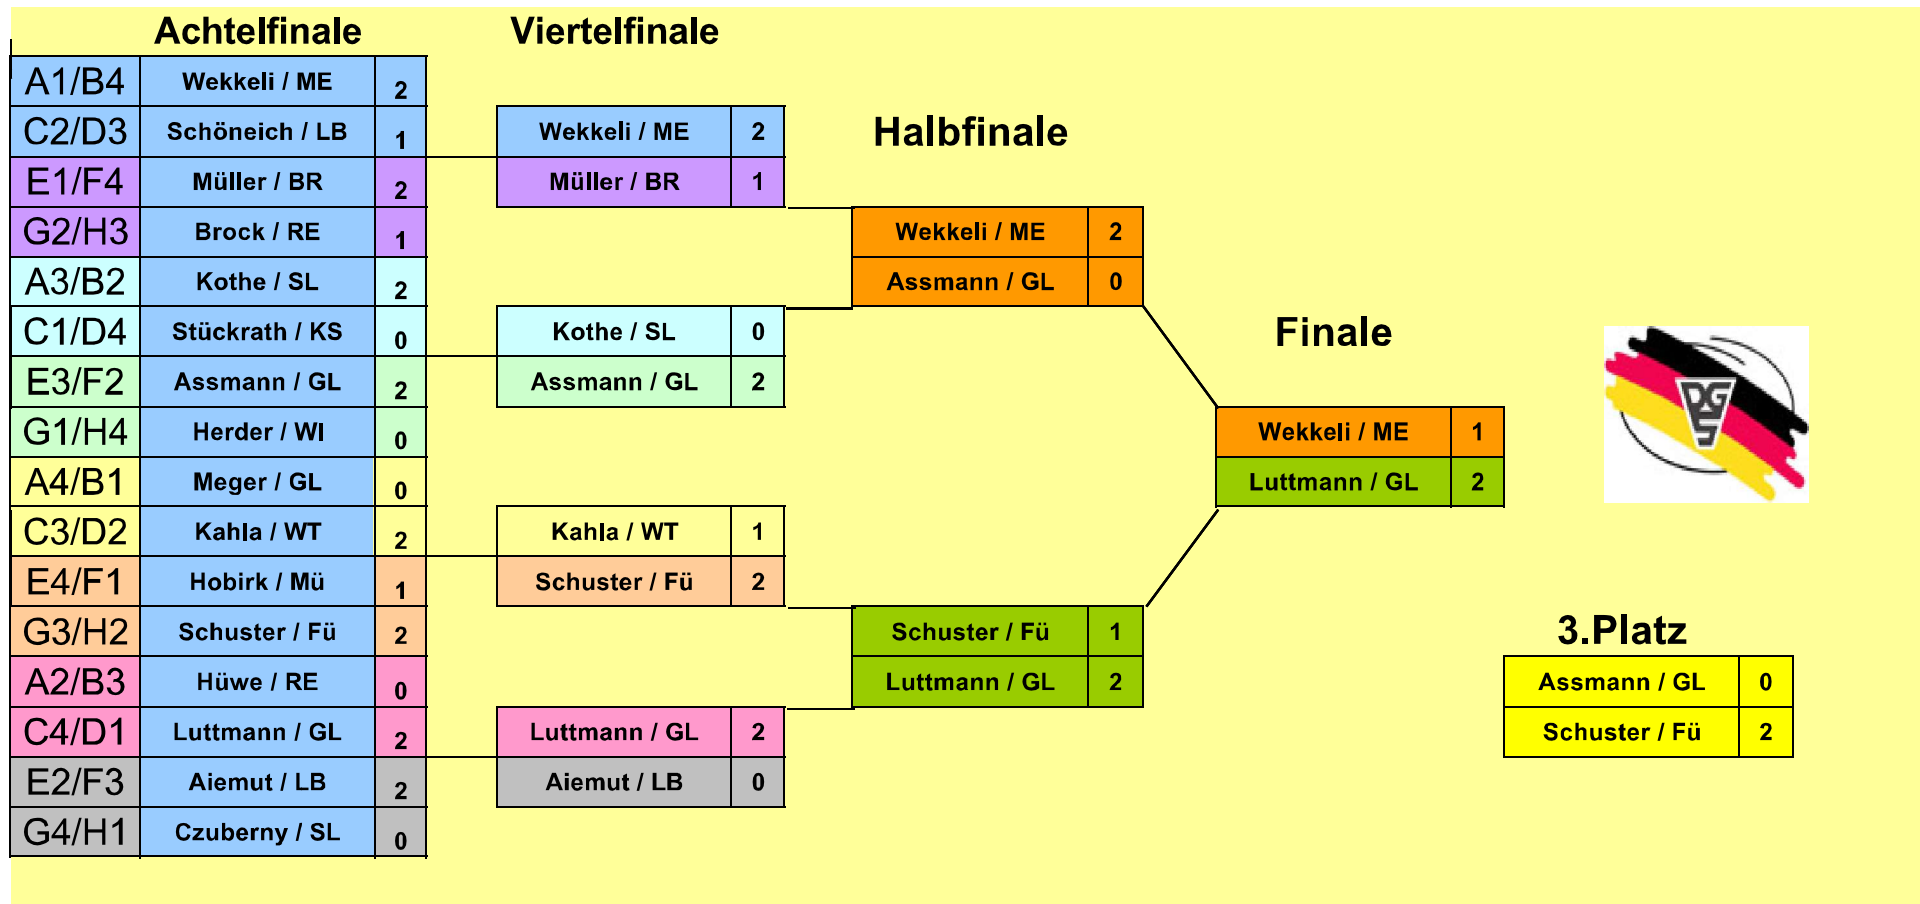 Achtelfinale Viertelfinale
A1/B4 Wekkeli / ME 2
C2/D3 Schöneich / LB 1 Wekkeli / ME 2 Halbfinale
E1/F4 Müller / BR 2 Müller / BR 1
G2/H3 Brock / RE 1 Wekkeli / ME 2
A3/B2 Kothe / SL 2 Assmann / GL 0
C1/D4 Stückrath / KS 0 Kothe / SL 0 Finale
E3/F2 Assmann / GL 2 Assmann / GL 2
G1/H4 Herder / WI 0 Wekkeli / ME 1
A4/B1 Meger / GL 0 Luttmann / GL 2
C3/D2 Kahla / WT 2 Kahla / WT 1
E4/F1 Hobirk / Mü 1 Schuster / Fü 2
G3/H2 Schuster / Fü 2 Schuster / Fü 1 3.Platz
A2/B3 Hüwe / RE 0 Luttmann / GL 2 Assmann / GL 0
C4/D1 Luttmann / GL 2 Luttmann / GL 2 Schuster / Fü 2
E2/F3 Aiemut / LB 2 Aiemut / LB 0
G4/H1 Czuberny / SL 0
DGS